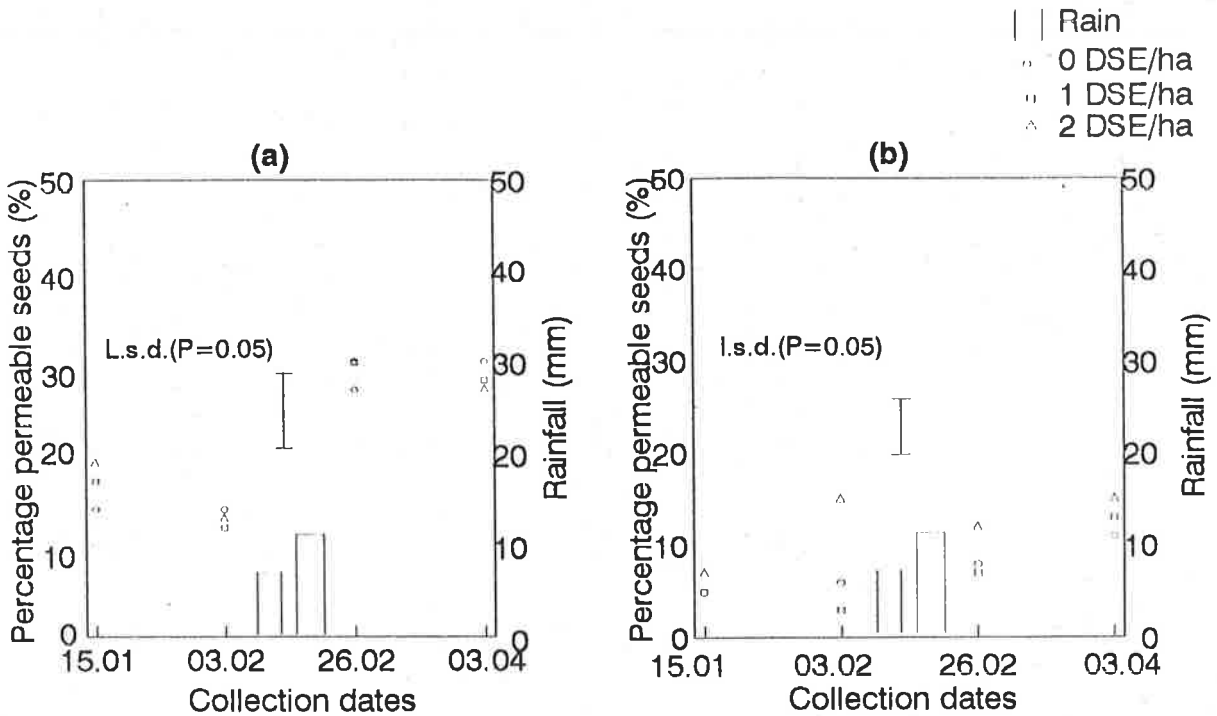 Rain
0 DSE/ha
1 DSE/ha
2 DSE/ha
(a)
Percentage permeable seeds (%)
50
40
30
20
10
0
L.s.d.(P=0.05)
50
40
30
20
10
0
Rainfall (mm)
15.01 03.02 26.02 03.04
Collection dates
(b)
Percentage permeable seeds (%)
50
40
30
20
10
0
l.s.d.(P=0.05)
50
40
30
20
10
0
Rainfall (mm)
15.01 03.02 26.02 03.04
Collection dates